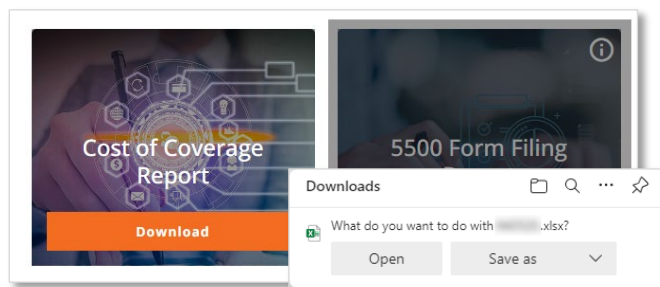 Cost of Coverage
Report
Download
5500 Form Filing
Downloads
What do you want to do with .xlsx?
Open
Save as